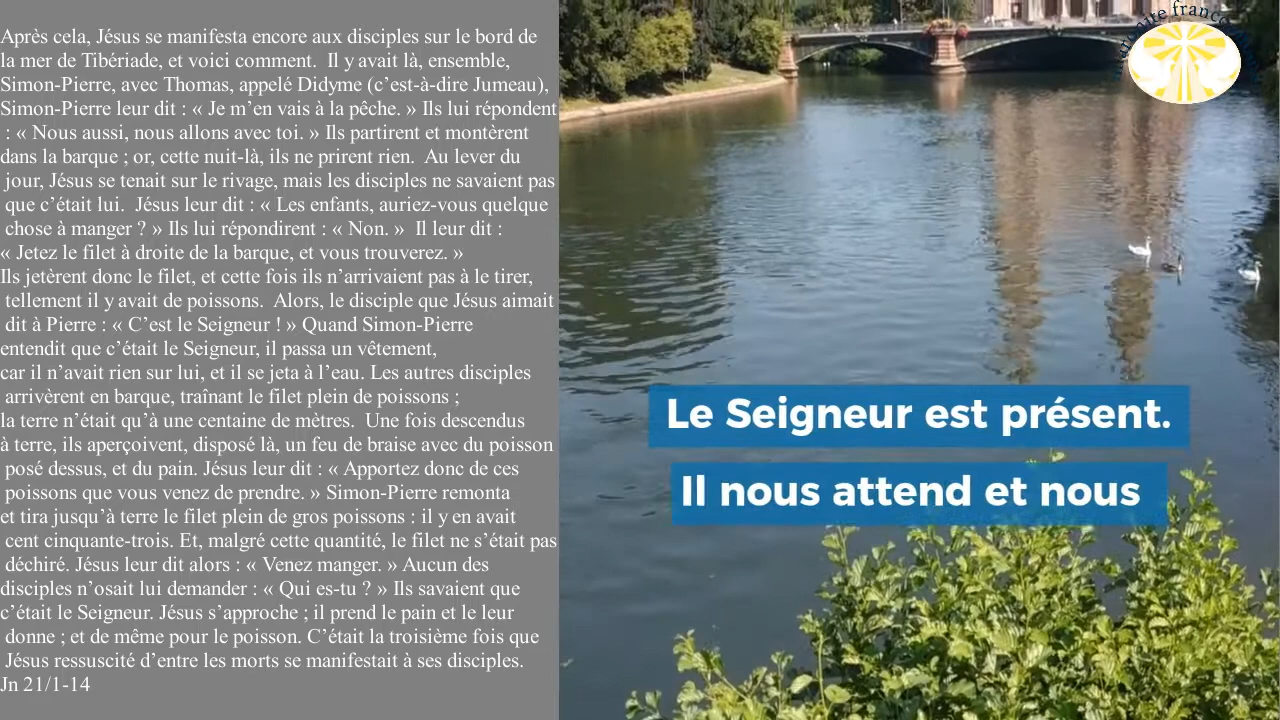 Après cela, Jésus se manifesta encore aux disciples sur le bord de
la mer de Tibériade, et voici comment. Il y avait là, ensemble,
Simon-Pierre, avec Thomas, appelé Didyme (c’est-à-dire Jumeau),
Simon-Pierre leur dit : « Je m’en vais à la pêche. » Ils lui répondent
: « Nous aussi, nous allons avec toi. » Ils partirent et montèrent
dans la barque ; or, cette nuit-là, ils ne prirent rien. Au lever du
jour, Jésus se tenait sur le rivage, mais les disciples ne savaient pas
que c’était lui. Jésus leur dit : « Les enfants, auriez-vous quelque
chose à manger ? » Ils lui répondirent : « Non. » Il leur dit :
« Jetez le filet à droite de la barque, et vous trouverez. »
Ils jetèrent donc le filet, et cette fois ils n’arrivaient pas à le tirer,
tellement il y avait de poissons. Alors, le disciple que Jésus aimait
dit à Pierre : « C’est le Seigneur ! » Quand Simon-Pierre
entendit que c’était le Seigneur, il passa un vêtement,
car il n’avait rien sur lui, et il se jeta à l’eau. Les autres disciples
arrivèrent en barque, traînant le filet plein de poissons ;
la terre n’était qu’à une centaine de mètres. Une fois descendus
à terre, ils aperçoivent, disposé là, un feu de braise avec du poisson
posé dessus, et du pain. Jésus leur dit : « Apportez donc de ces
poissons que vous venez de prendre. » Simon-Pierre remonta
et tira jusqu’à terre le filet plein de gros poissons : il y en avait
cent cinquante-trois. Et, malgré cette quantité, le filet ne s’était pas
déchiré. Jésus leur dit alors : « Venez manger. » Aucun des
disciples n’osait lui demander : « Qui es-tu ? » Ils savaient que
c’était le Seigneur. Jésus s’approche ; il prend le pain et le leur
donne ; et de même pour le poisson. C’était la troisième fois que
Jésus ressuscité d’entre les morts se manifestait à ses disciples.
Jn 21/1-14
Le Seigneur est présent.
Il nous attend et nous